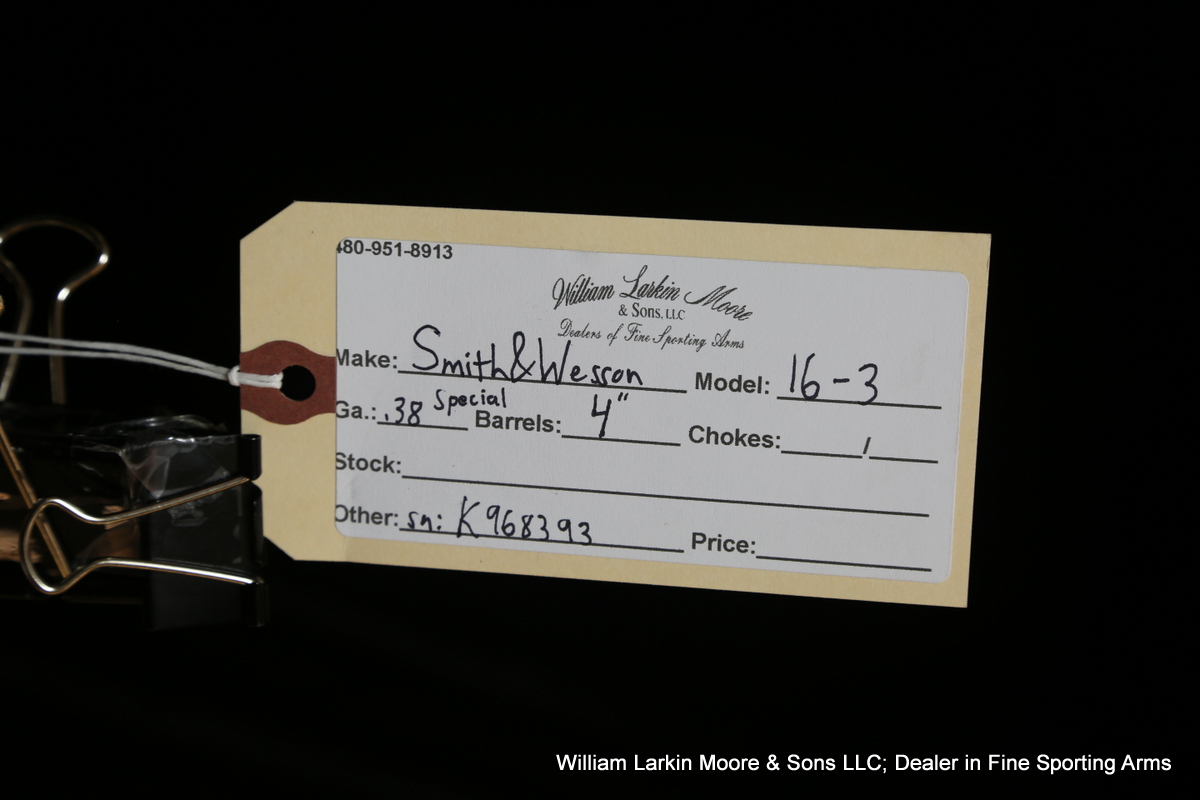 480-951-8913
William Larkin Moore
& Sons, LLC
Dealers of Fine Sporting Arms
Make: Smith & Wesson Model: 16-3
Ga.: .38 Special Barrels: 4" Chokes: /
Stock:
Other: sn: K968393 Price:
William Larkin Moore & Sons LLC; Dealer in Fine Sporting Arms